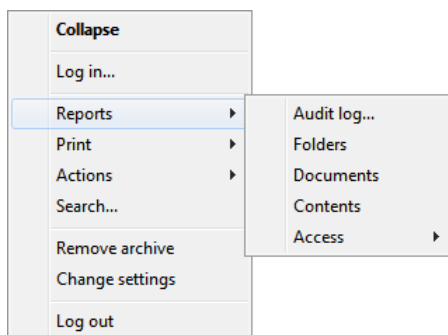 Collapse
Log in...
Reports
Print
Actions
Search...
Remove archive
Change settings
Log out
Audit log...
Folders
Documents
Contents
Access